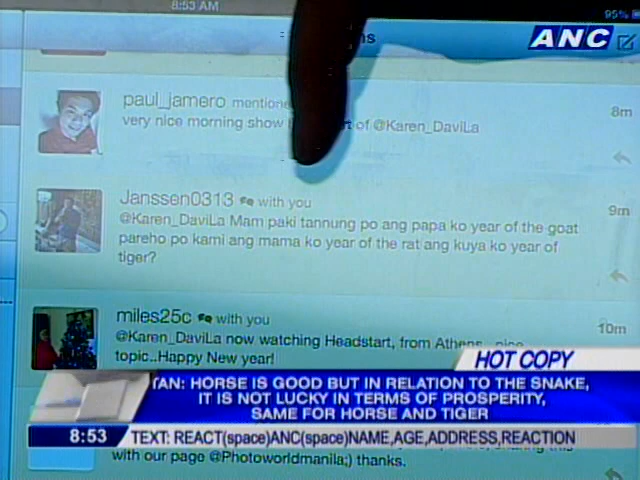 8:53 AM
95%
ns
ANC
paul_jamero mentione
8m
very nice morning show of @Karen_DaviLa
Janssen0313 with you
9m
@Karen_DaviLa Mam paki tannung po ang papa ko year of the goat
pareho po kami ang mama ko year of the rat ang kuya ko year of
tiger?
miles25c with you
10m
@Karen_DaviLa now watching Headstart, from Athens nice
topic..Happy New year!
HOT COPY
TAN: HORSE IS GOOD BUT IN RELATION TO THE SNAKE,
IT IS NOT LUCKY IN TERMS OF PROSPERITY,
SAME FOR HORSE AND TIGER
8:53 TEXT: REACT(space)ANC(space)NAME,AGE,ADDRESS,REACTION
with our page @Photoworldmanila;) thanks.